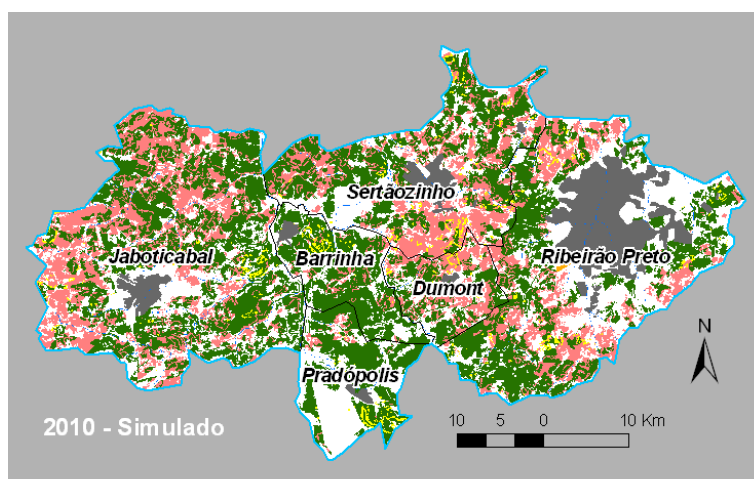 Sertãozinho
Jaboticabal
Barrinha
Ribeirão Preto
Dumont
N
Pradópolis
2010 - Simulado
10 5 0 10 Km